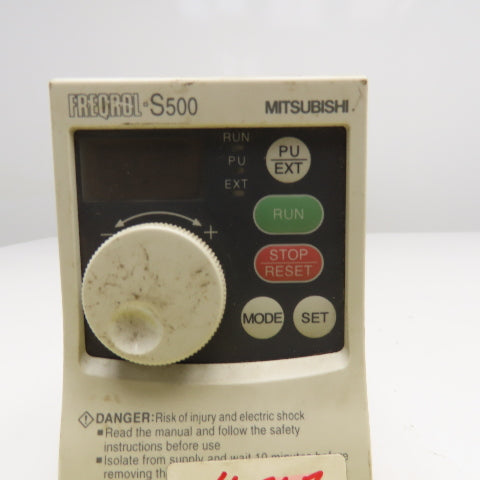 FREQROL-S500
MITSUBISHI
RUN
PU
EXT
PU
EXT
RUN
− +
STOP
RESET
MODE SET
DANGER: Risk of injury and electric shock
■ Read the manual and follow the safety
instructions before use
■ Isolate from supply and wait 10 minutes before
removing